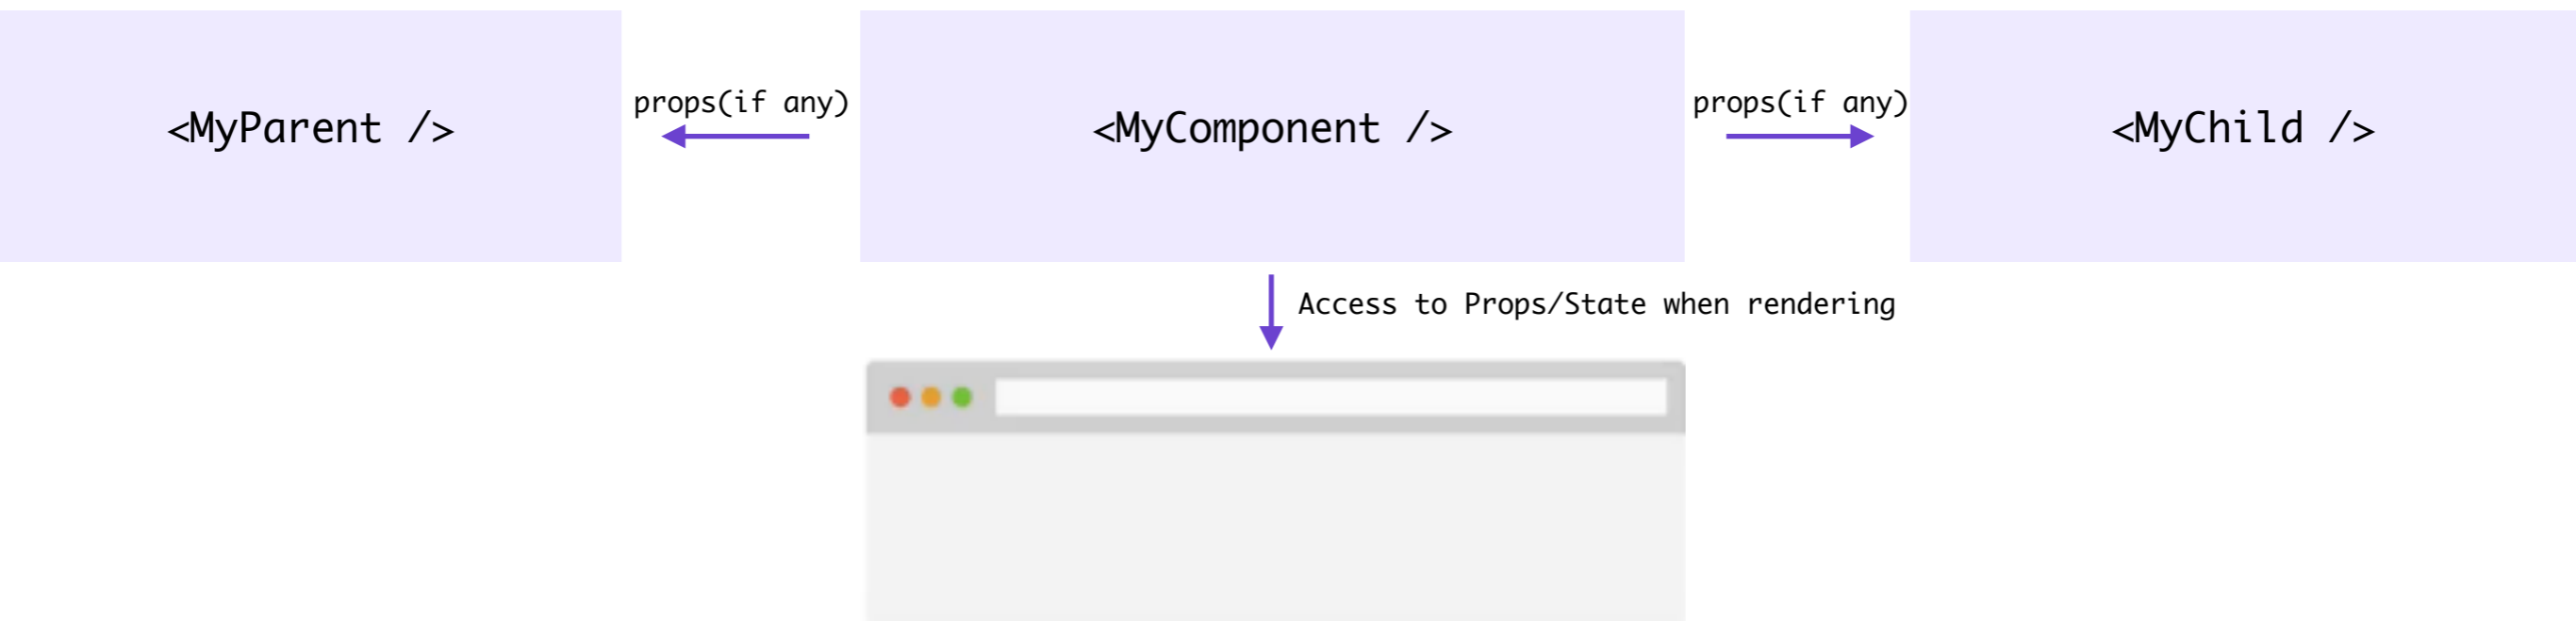 <MyParent />
props(if any)
<MyComponent />
props(if any)
<MyChild />
Access to Props/State when rendering